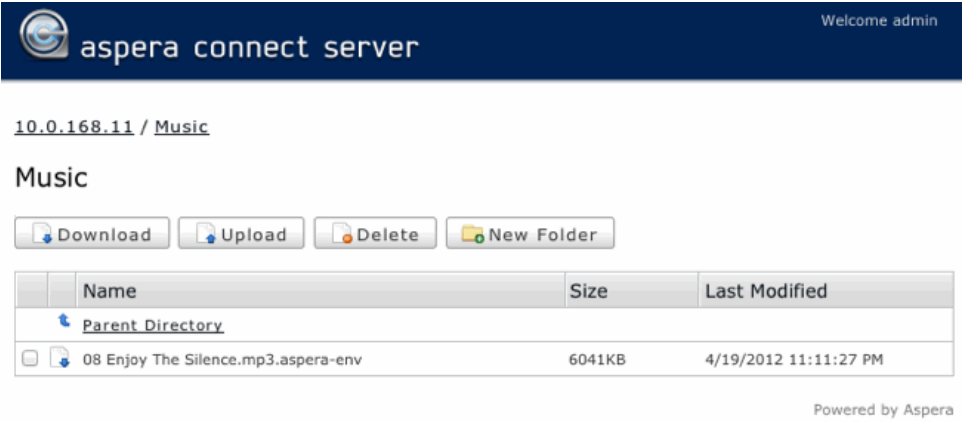 Welcome admin
aspera connect server
10.0.168.11 / Music
Music
Download Upload Delete New Folder
Name Size Last Modified
Parent Directory
08 Enjoy The Silence.mp3.aspera-env 6041KB 4/19/2012 11:11:27 PM
Powered by Aspera